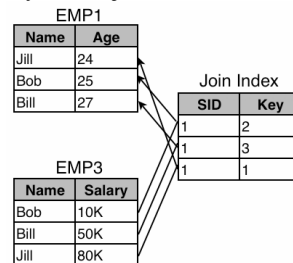 EMP1
Name Age
Jill 24
Bob 25
Bill 27
Join Index
SID Key
1 2
1 3
1 1
EMP3
Name Salary
Bob 10K
Bill 50K
Jill 80K